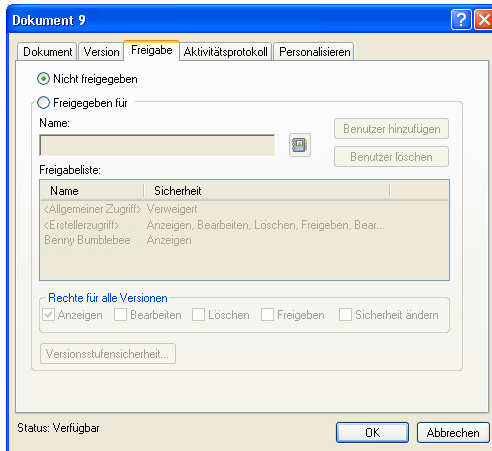 Dokument 9
Dokument Version Freigabe Aktivitätsprotokoll Personalisieren
Nicht freigegeben
Freigegeben für
Name:
Benutzer hinzufügen
Benutzer löschen
Freigabeliste:
Name Sicherheit
<Allgemeiner Zugriff> Verweigert
<Erstellerzugriff> Anzeigen, Bearbeiten, Löschen, Freigeben, Bear...
Benny Bumblebee Anzeigen
Rechte für alle Versionen
Anzeigen Bearbeiten Löschen Freigeben Sicherheit ändern
Versionsstufensicherheit...
Status: Verfügbar
OK Abbrechen